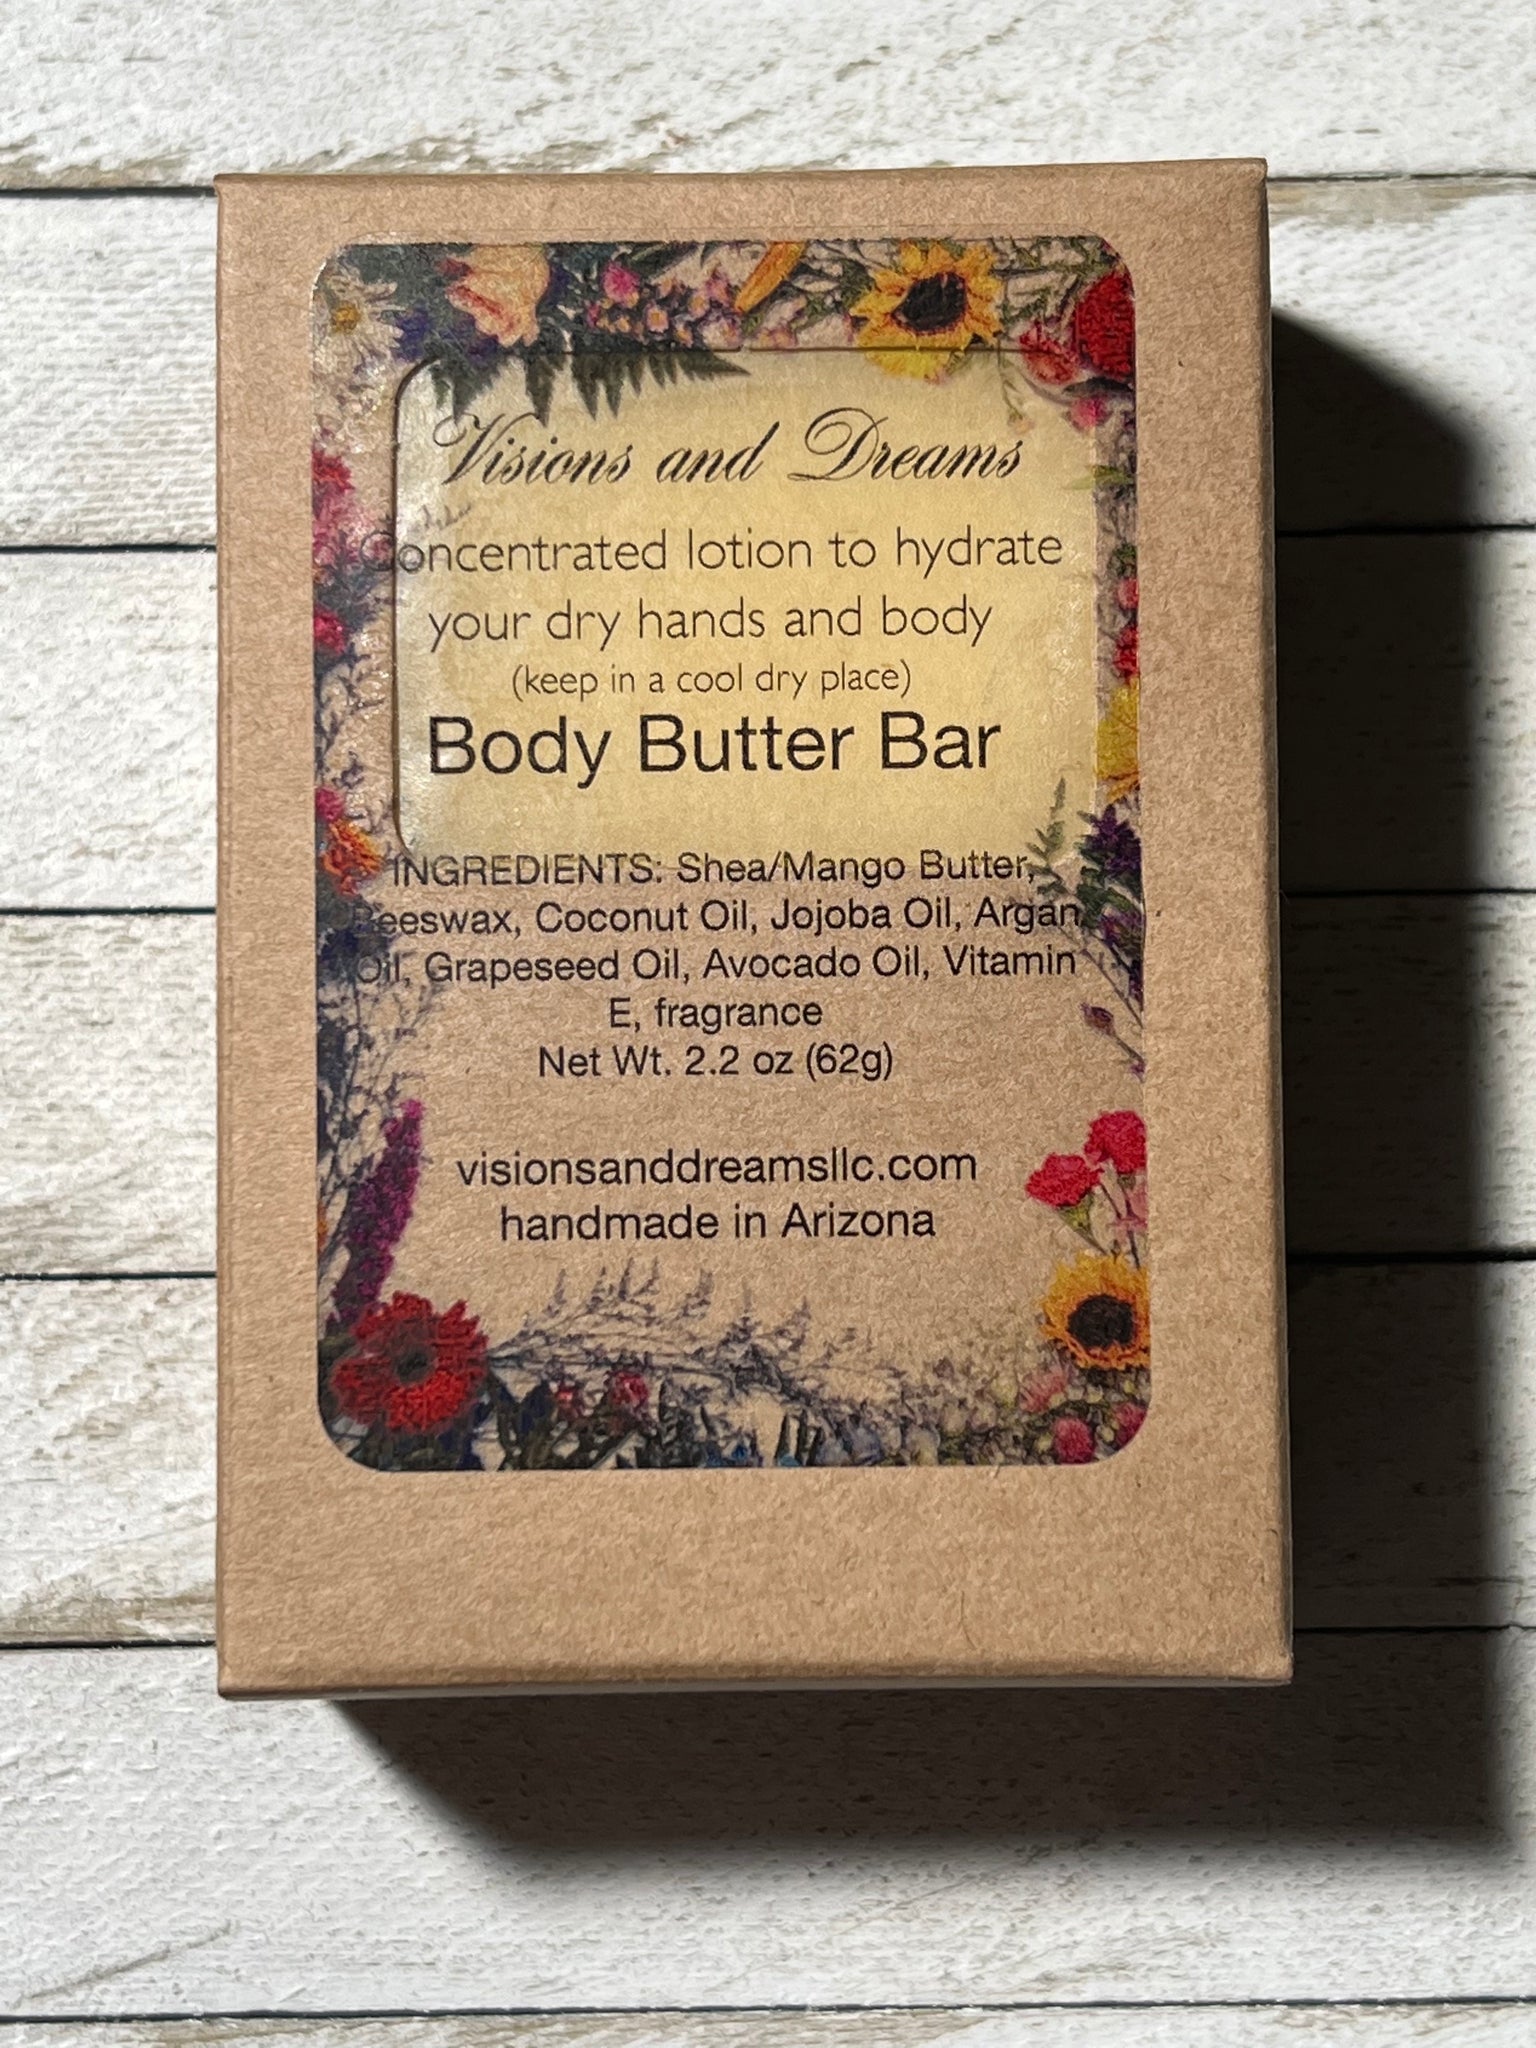 Visions and Dreams
Concentrated lotion to hydrate
your dry hands and body
(keep in a cool dry place)
Body Butter Bar
INGREDIENTS: Shea/Mango Butter,
Beeswax, Coconut Oil, Jojoba Oil, Argan
Oil, Grapeseed Oil, Avocado Oil, Vitamin
E, fragrance
Net Wt. 2.2 oz (62g)
visionsanddreamsllc.com
handmade in Arizona